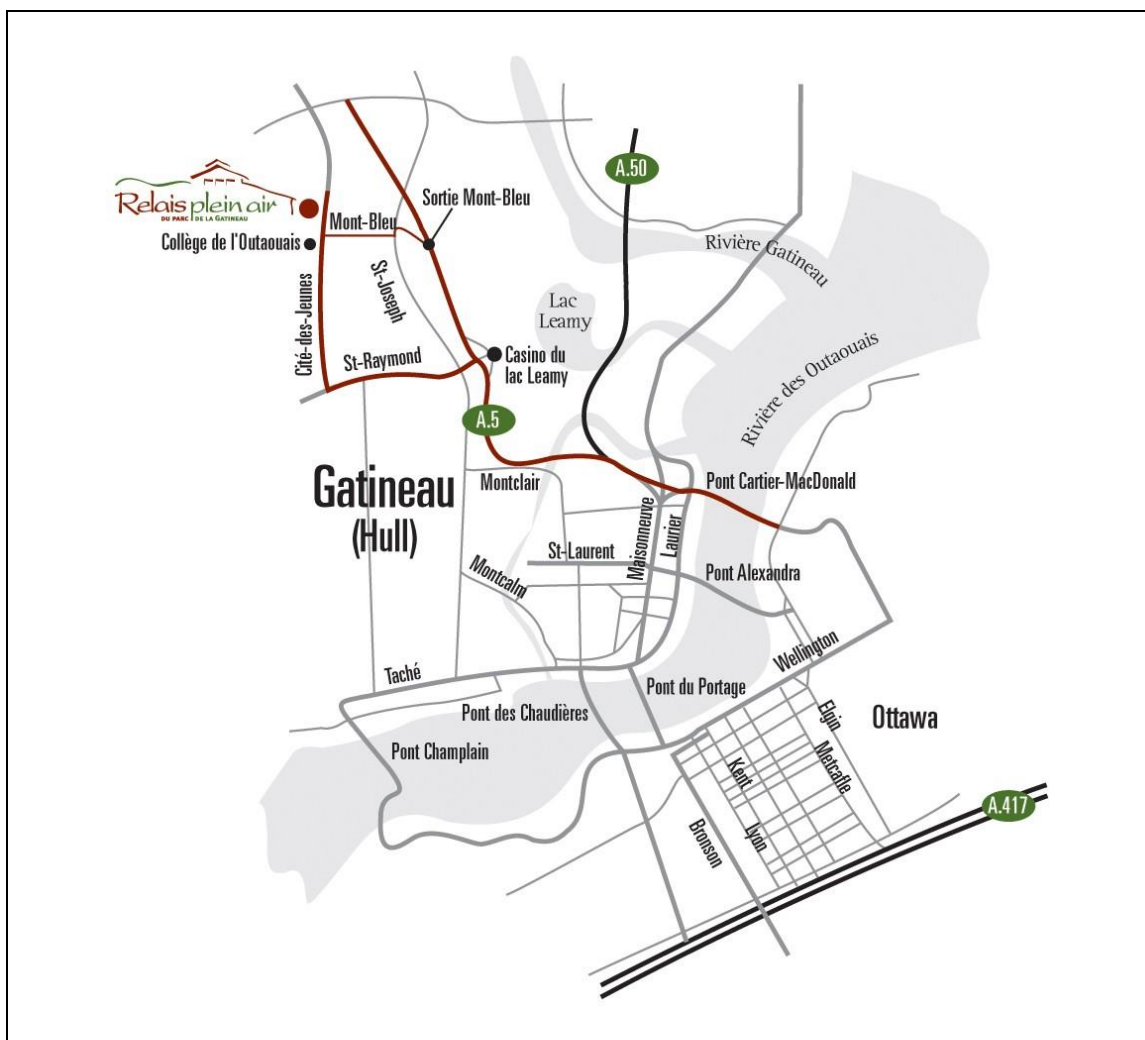 A.50
Relais plein air
DU PARC DE LA GATINEAU
Sortie Mont-Bleu
Mont-Bleu
Collège de l'Outaouais
Rivière Gatineau
St-Joseph
Cité-des-Jeunes
Lac
Leamy
Rivière des Outaouais
St-Raymond
Casino du
lac Leamy
A.5
Gatineau
(Hull)
Montclair
Pont Cartier-MacDonald
Maisonneuve
Laurier
St-Laurent
Montcalm
Pont Alexandra
Wellington
Taché
Pont du Portage
Pont des Chaudières
Elgin
Ottawa
Pont Champlain
Metcafle
Kent
A.417
Lyon
Bronson